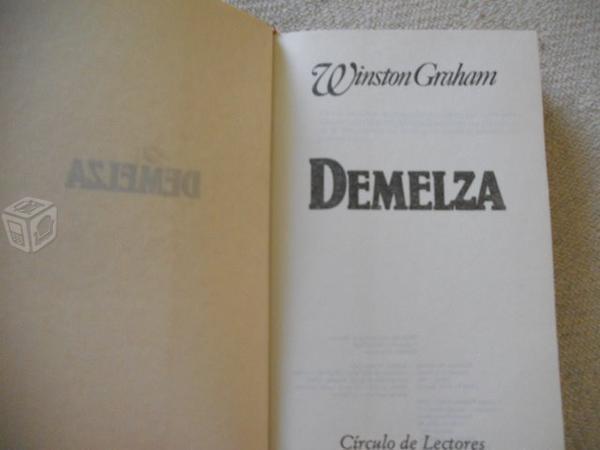 Winston Graham
DEMELZA
Círculo de Lectores